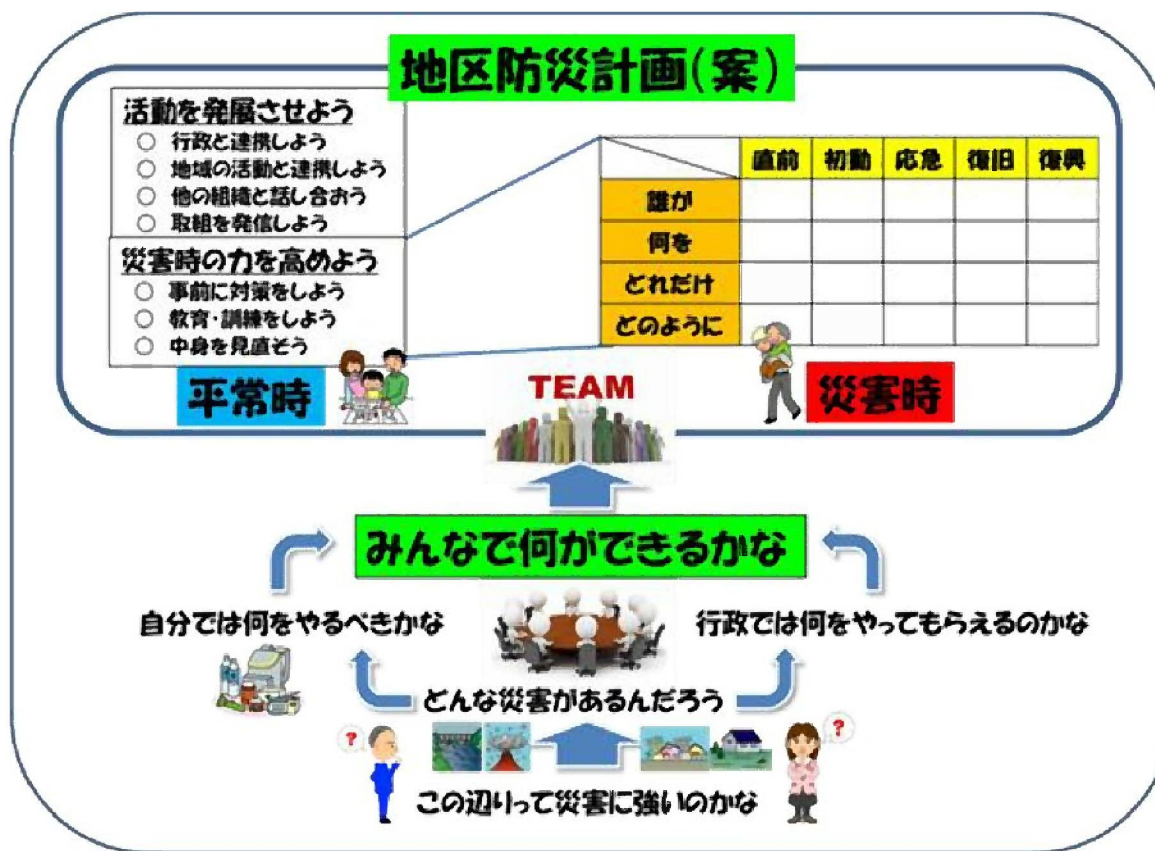 地区防災計画(案)
活動を発展させよう
○ 行政と連携しよう
○ 地域の活動と連携しよう
○ 他の組織と話し合おう
○ 取組を発信しよう
災害時の力を高めよう
○ 事前に対策をしよう
○ 教育・訓練をしよう
○ 中身を見直そう
平常時
直前 初動 応急 復旧 復興
誰が
何を
どれだけ
どのように
災害時
TEAM
みんなで何ができるかな
自分では何をやるべきかな
行政では何をやってもらえるのかな
どんな災害があるんだろう
?
?
この辺りって災害に強いのかな